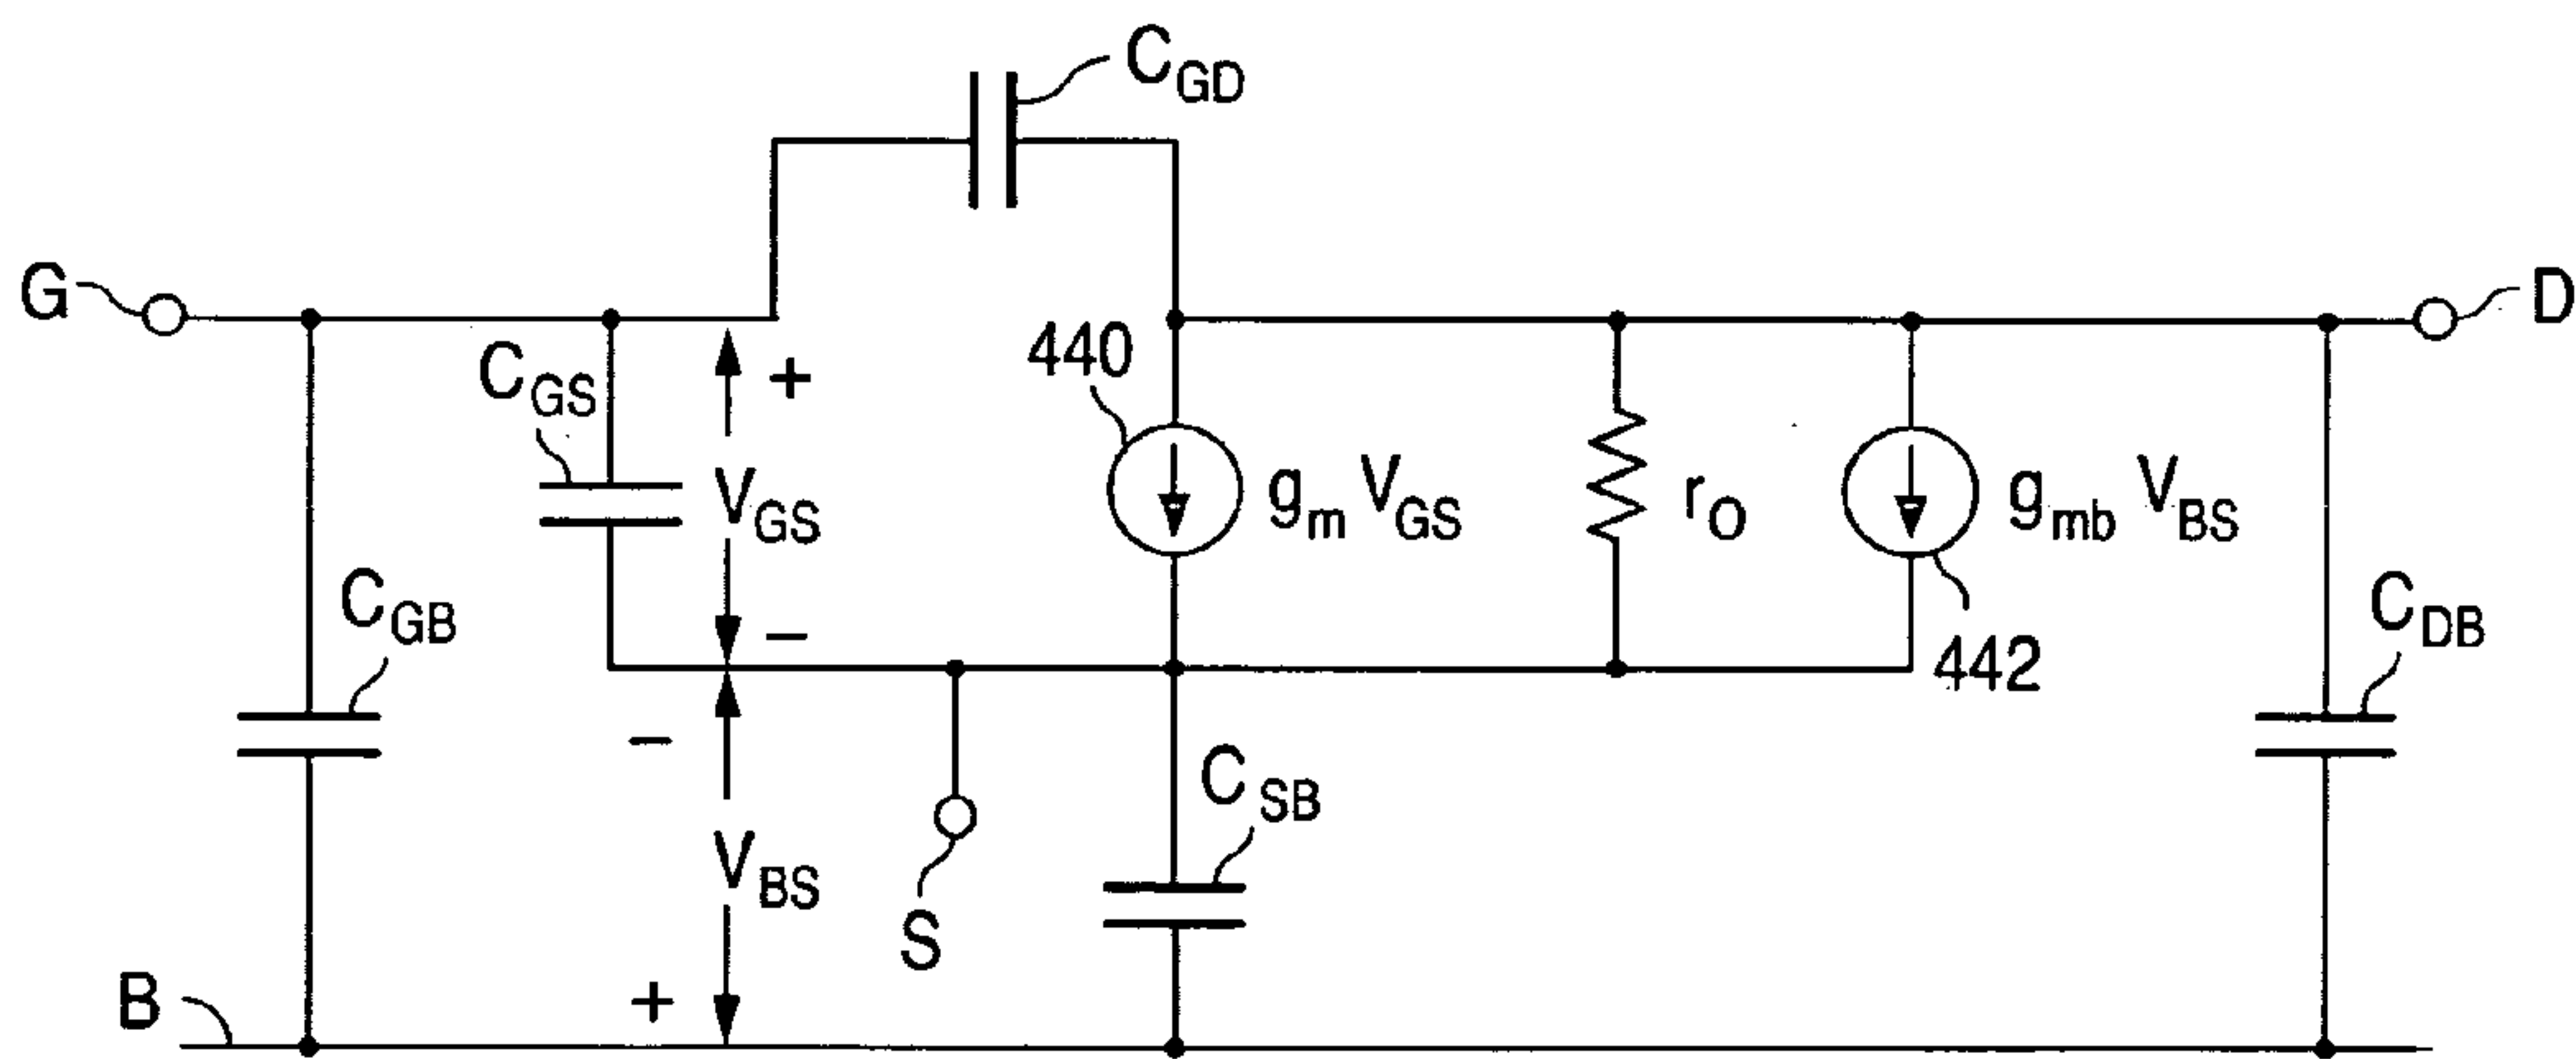 C_GD
G
D
440
C_GS
+
V_GS
g_m V_GS
r_O
g_mb V_BS
C_GB
−
C_DB
442
−
C_SB
V_BS
S
B
+